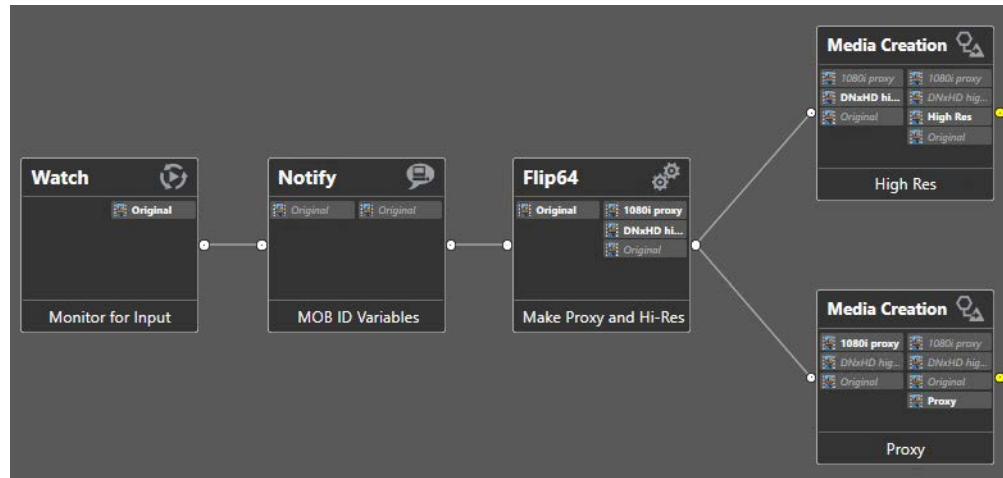 Watch
Original
Monitor for Input
Notify
Original Original
MOB ID Variables
Flip64
Original 1080i proxy
DNxHD hi...
Original
Make Proxy and Hi-Res
Media Creation
1080i proxy 1080i proxy
DNxHD hi... DNxHD hig...
Original High Res
Original
High Res
Media Creation
1080i proxy 1080i proxy
DNxHD hig... DNxHD hig...
Original Original
Proxy
Proxy